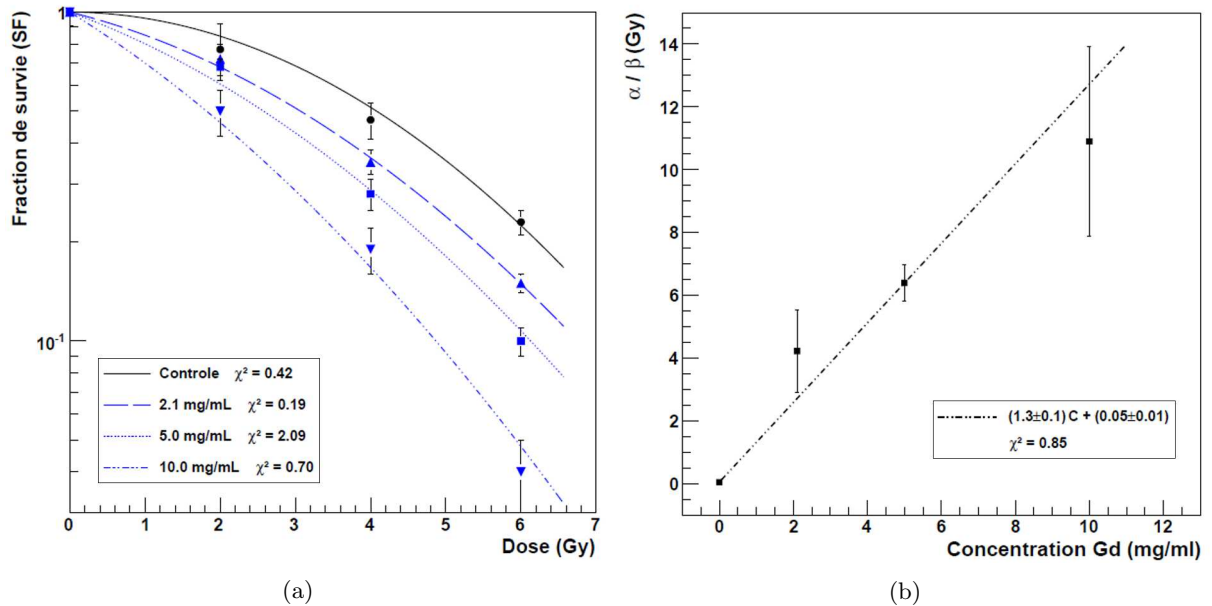 Fraction de survie (SF)
1
10⁻¹
Controle χ² = 0.42
2.1 mg/mL χ² = 0.19
5.0 mg/mL χ² = 2.09
10.0 mg/mL χ² = 0.70
0 1 2 3 4 5 6 7
Dose (Gy)
(a)
α / β (Gy)
14
12
10
8
6
4
2
0
(1.3±0.1) C + (0.05±0.01)
χ² = 0.85
0 2 4 6 8 10 12
Concentration Gd (mg/ml)
(b)